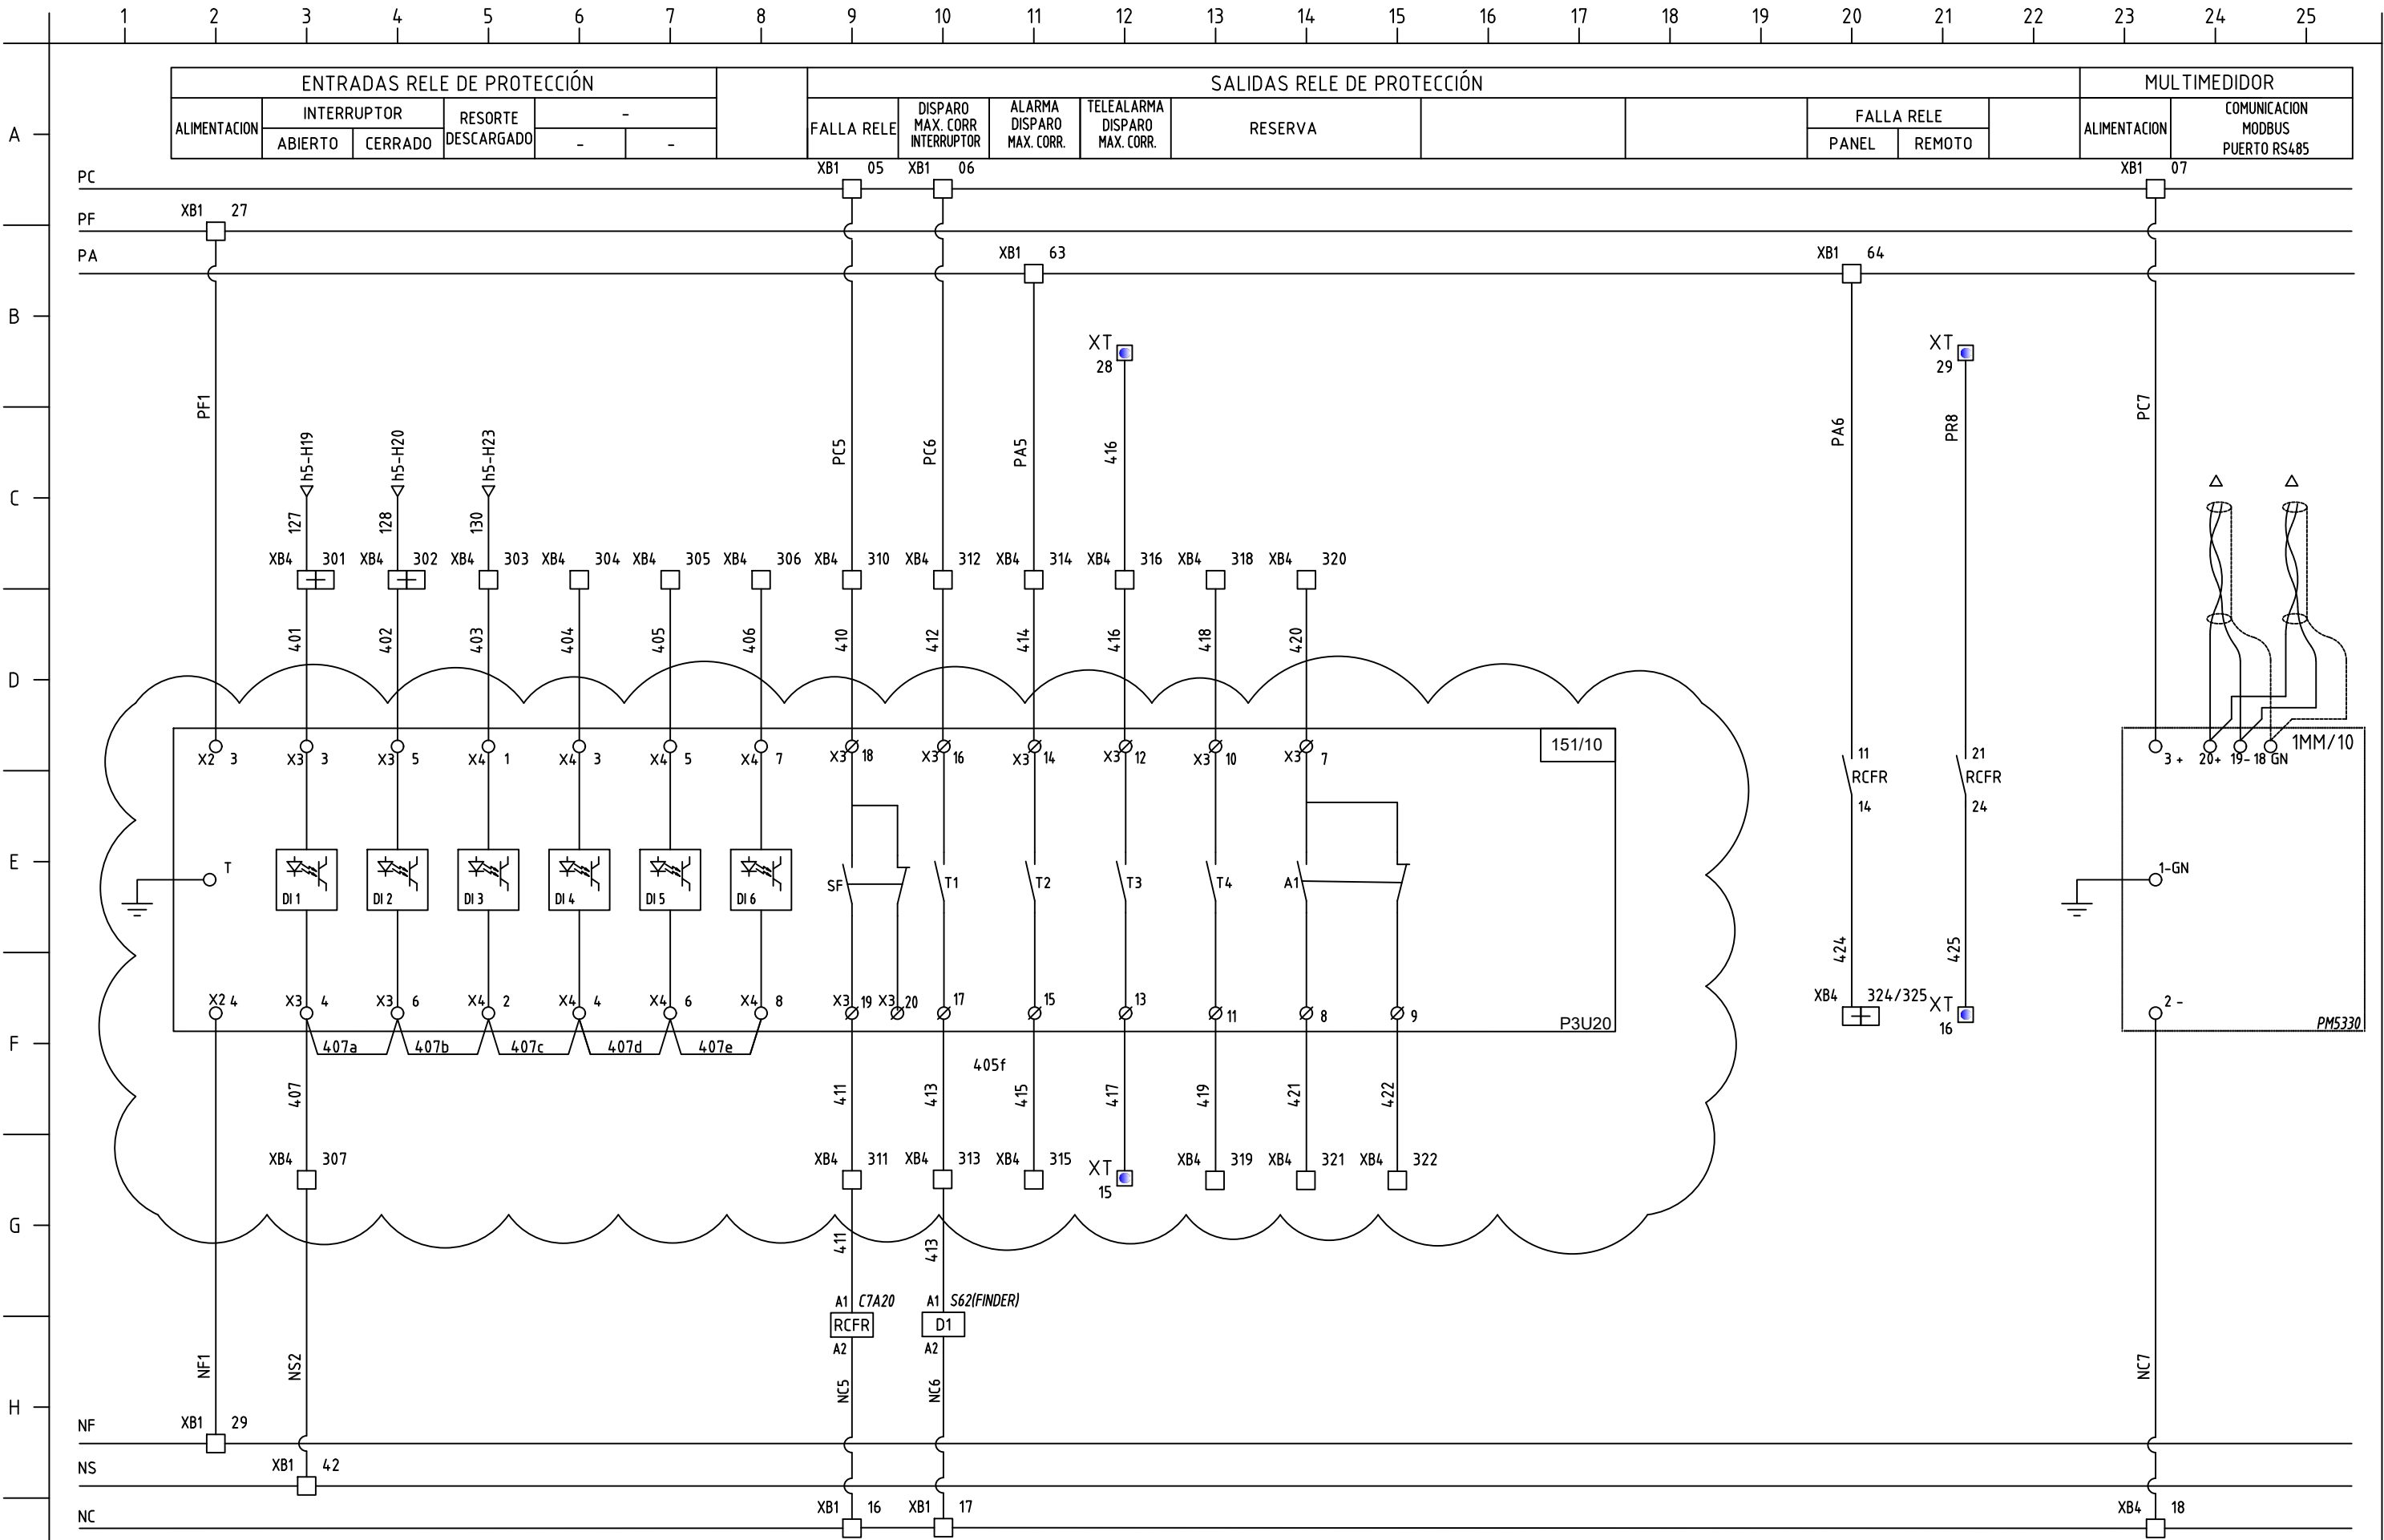 1 2 3 4 5 6 7 8 9 10 11 12 13 14 15 16 17 18 19 20 21 22 23 24 25
ENTRADAS RELE DE PROTECCIÓN SALIDAS RELE DE PROTECCIÓN MULTIMEDIDOR
ALIMENTACION
INTERRUPTOR
ABIERTO CERRADO
RESORTE
DESCARGADO
-
- -
FALLA RELE
DISPARO
MAX. CORR
INTERRUPTOR
ALARMA
DISPARO
MAX. CORR.
TELEALARMA
DISPARO
MAX. CORR.
RESERVA
FALLA RELE
PANEL REMOTO
ALIMENTACION
COMUNICACION
MODBUS
PUERTO RS485
A
PC XB1 05 XB1 06 XB1 07
PF XB1 27
PA XB1 63 XB1 64
B
XT
28
XT
29
PF1 h5-H19 h5-H20 h5-H23 PC5 PC6 PA5 416 PA6 PR8 PC7
C
127 128 130
XB4 301 XB4 302 XB4 303 XB4 304 XB4 305 XB4 306 XB4 310 XB4 312 XB4 314 XB4 316 XB4 318 XB4 320
401 402 403 404 405 406 410 412 414 416 418 420
D
151/10
1MM/10
X2 3 X3 3 X3 5 X4 1 X4 3 X4 5 X4 7 X3 18 X3 16 X3 14 X3 12 X3 10 X3 7
11
RCFR
14
21
RCFR
24
3 + 20+ 19- 18 GN
E
T
DI 1 DI 2 DI 3 DI 4 DI 5 DI 6 SF T1 T2 T3 T4 A1
1-GN
424 425
X2 4 X3 4 X3 6 X4 2 X4 4 X4 6 X4 8 X3 19 X3 20 17 15 13 11 8 9
P3U20
XB4 324/325
XT
16
2 -
PM5330
F
407a 407b 407c 407d 407e
405f
407 411 413 415 417 419 421 422
XB4 307 XB4 311 XB4 313 XB4 315
XT
15
XB4 319 XB4 321 XB4 322
G
411 413
A1 C7A20
RCFR
A2
A1 S62(FINDER)
D1
A2
NF1 NS2 NC5 NC6 NC7
H
NF XB1 29
NS XB1 42
NC XB1 16 XB1 17 XB4 18